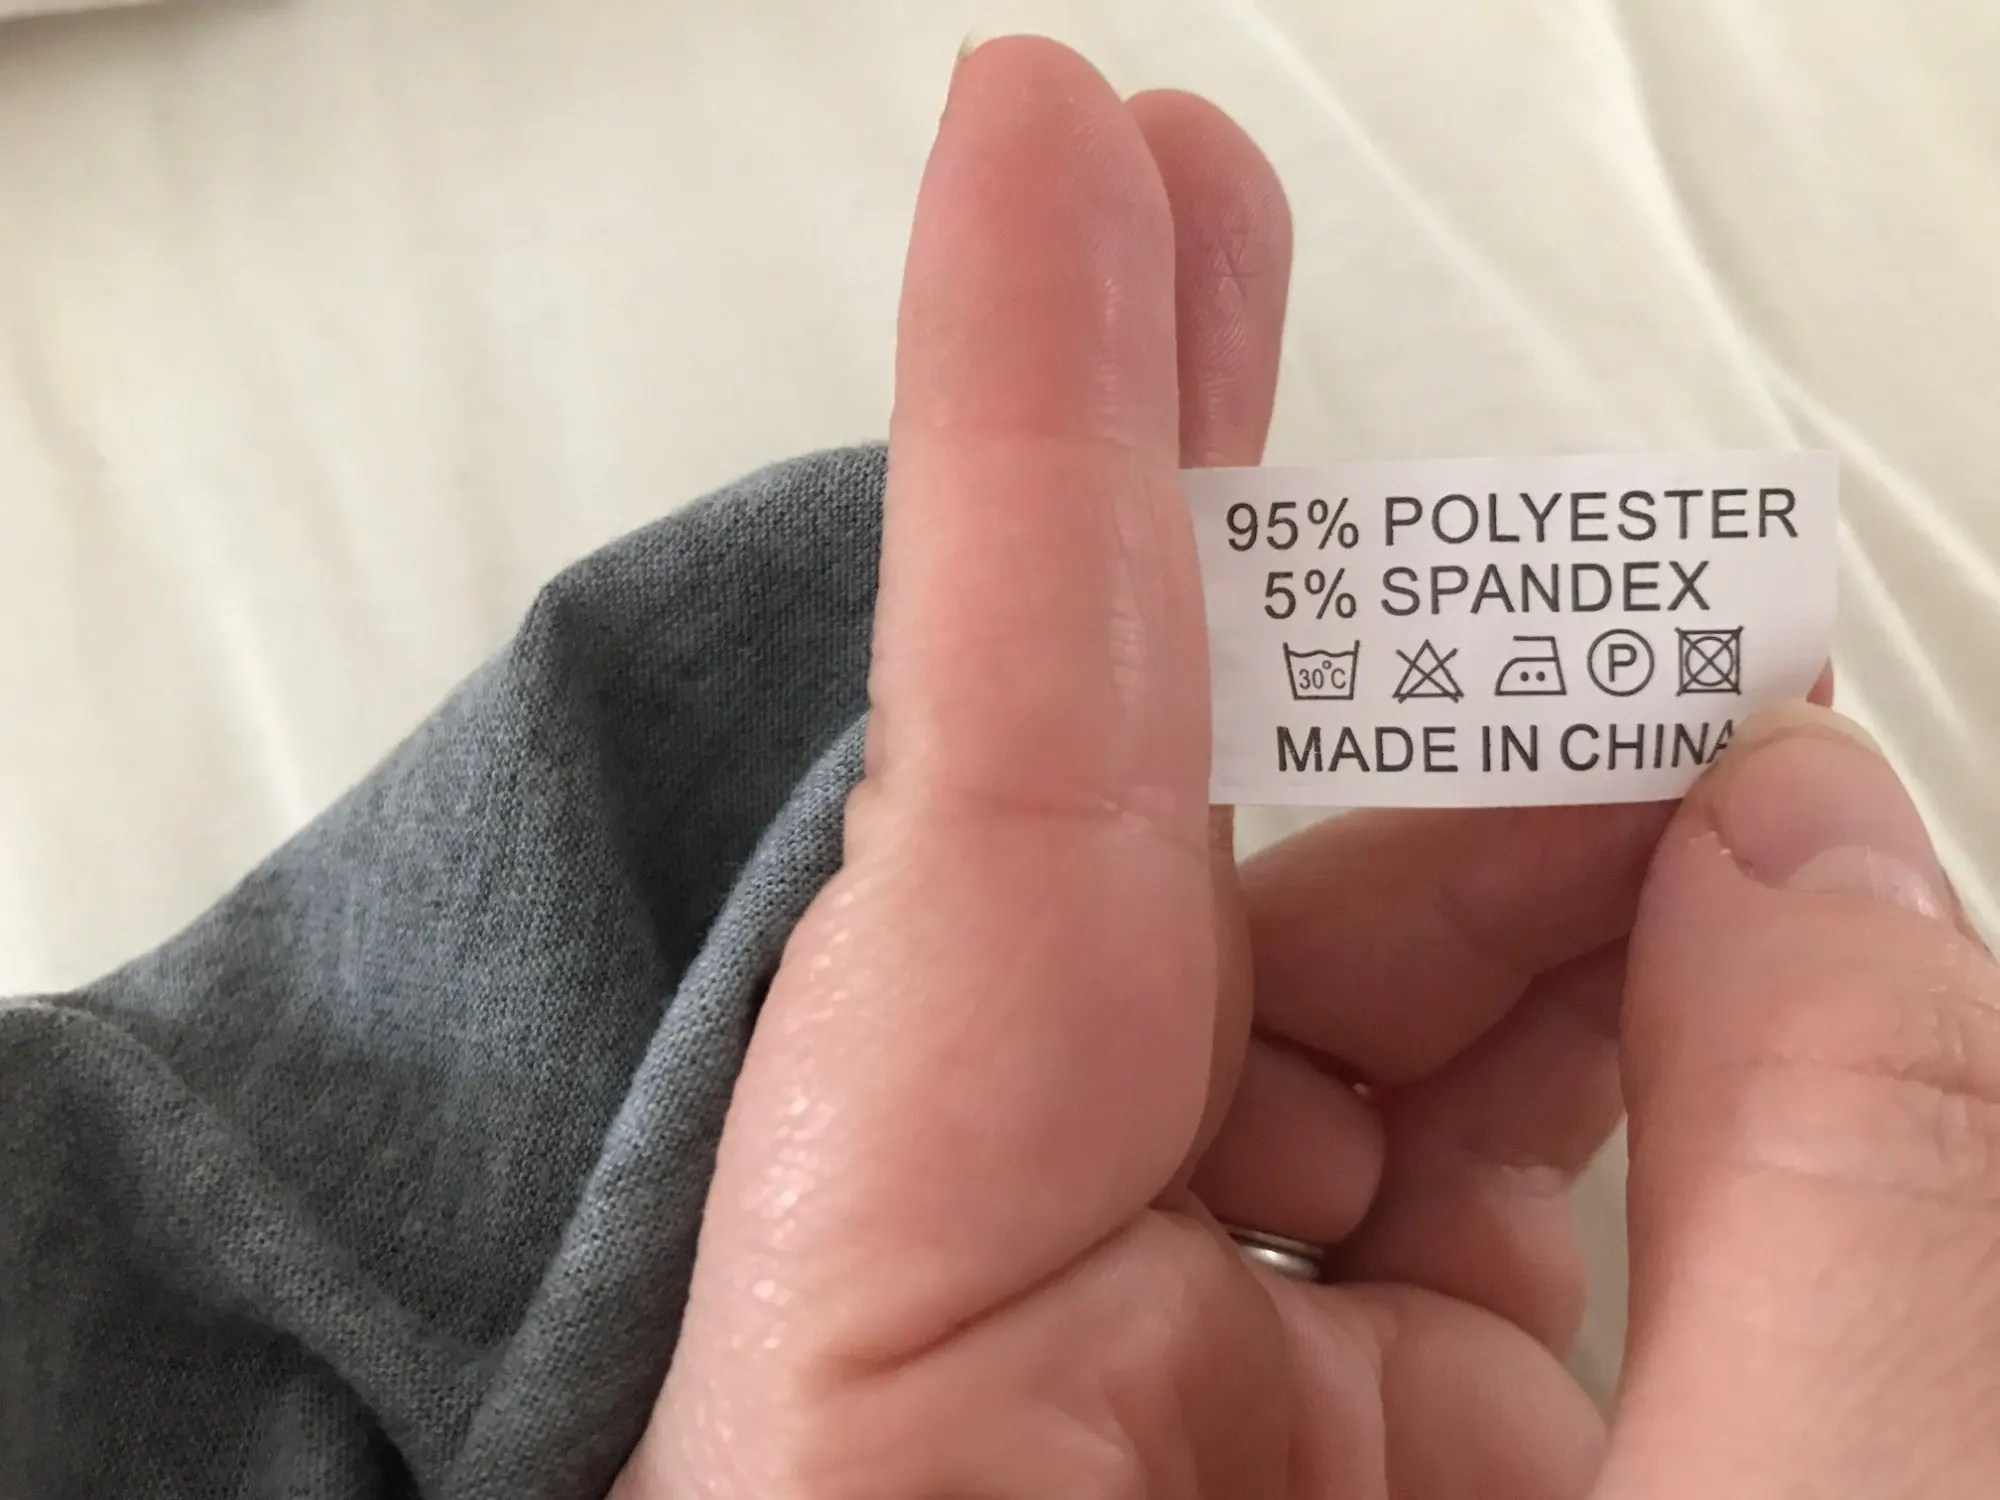 95% POLYESTER
5% SPANDEX
30°C P
MADE IN CHINA